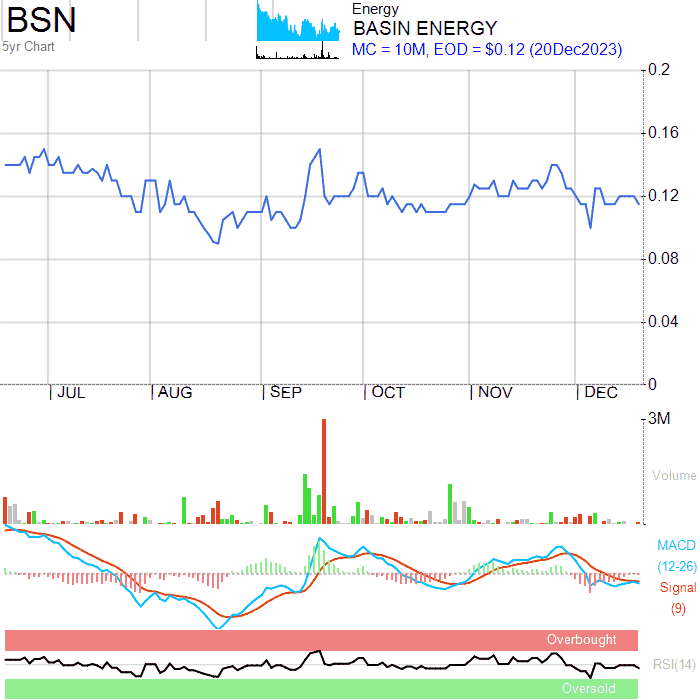 BSN
5yr Chart
Energy
BASIN ENERGY
MC = 10M, EOD = $0.12 (20Dec2023)
0.2
0.16
0.12
0.08
0.04
0
JUL AUG SEP OCT NOV DEC
3M
Volume
MACD
(12-26)
Signal
(9)
Overbought
RSI(14)
Oversold